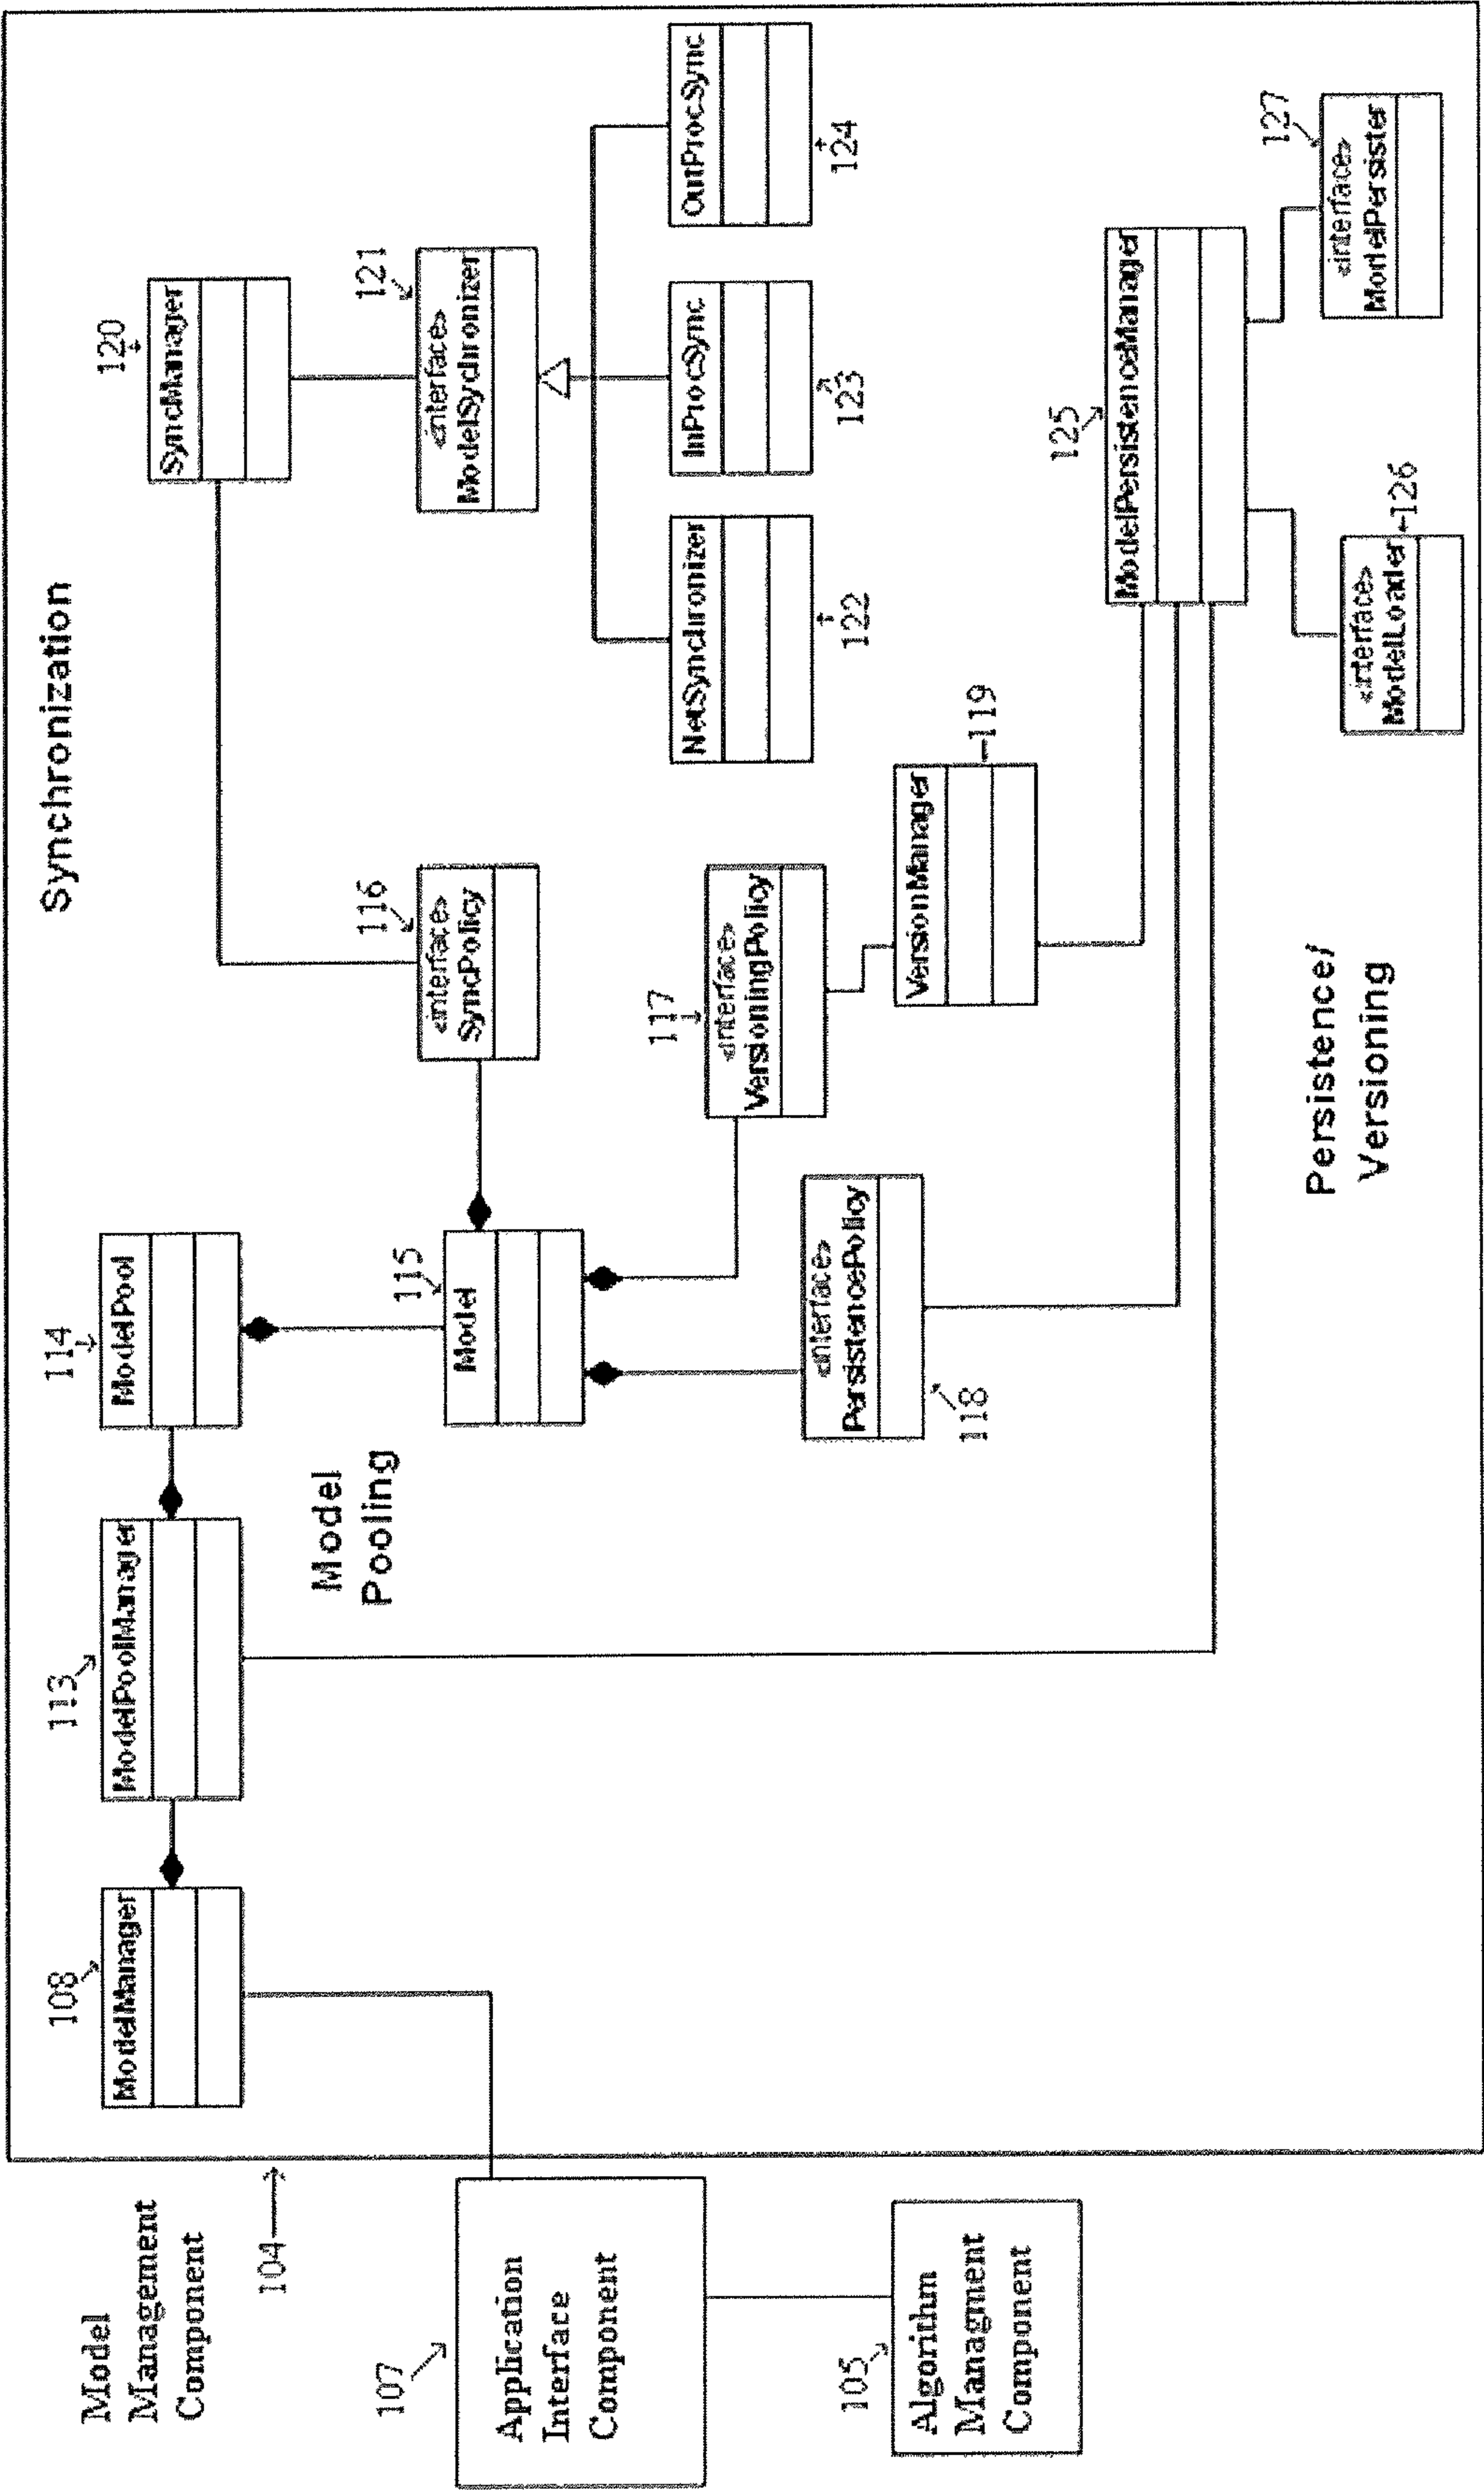 Model
Management
Component
104
107
Application
Interface
Component
105
Algorithm
Managment
Component
Synchronization
108
ModelManager
113
ModelPoolManager
114
ModelPool
120
SyncManager
Model
Pooling
115
Model
116
«interface»
SyncPolicy
121
«interface»
ModelSychronizer
NetSynchronizer
122
InProcSync
123
OutProcSync
124
117
«interface»
VersioningPolicy
«interface»
PersistencePolicy
118
VersionManager
119
125
ModelPersistenceManager
«interface»
ModelLoader
126
127
«interface»
ModelPersister
Persistence/
Versioning